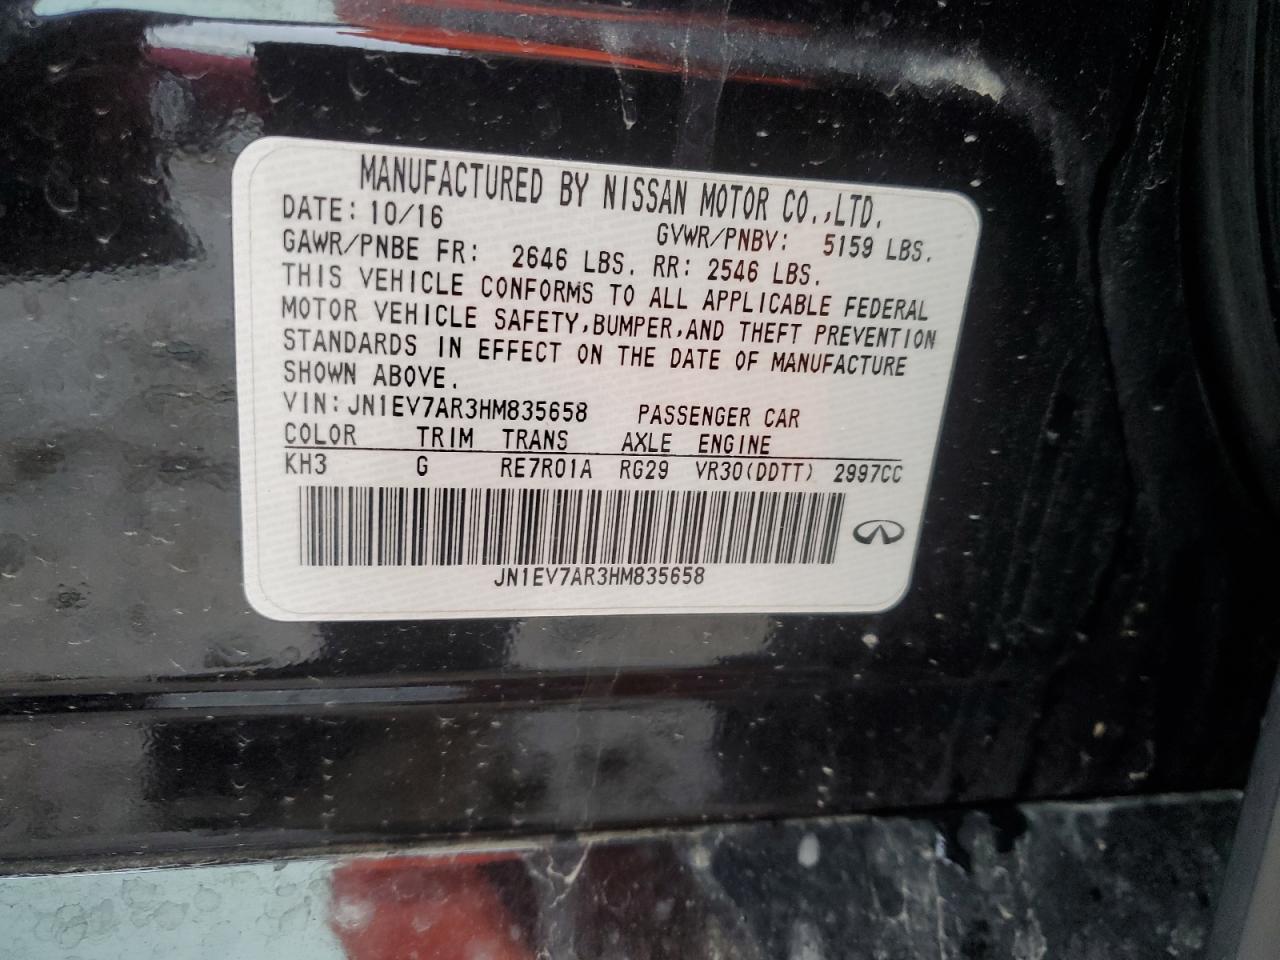 MANUFACTURED BY NISSAN MOTOR CO.,LTD.
DATE: 10/16 GVWR/PNBV: 5159 LBS.
GAWR/PNBE FR: 2646 LBS. RR: 2546 LBS.
THIS VEHICLE CONFORMS TO ALL APPLICABLE FEDERAL
MOTOR VEHICLE SAFETY,BUMPER,AND THEFT PREVENTION
STANDARDS IN EFFECT ON THE DATE OF MANUFACTURE
SHOWN ABOVE.
VIN: JN1EV7AR3HM835658 PASSENGER CAR
COLOR TRIM TRANS AXLE ENGINE
KH3 G RE7R01A RG29 VR30(DDTT) 2997CC
JN1EV7AR3HM835658